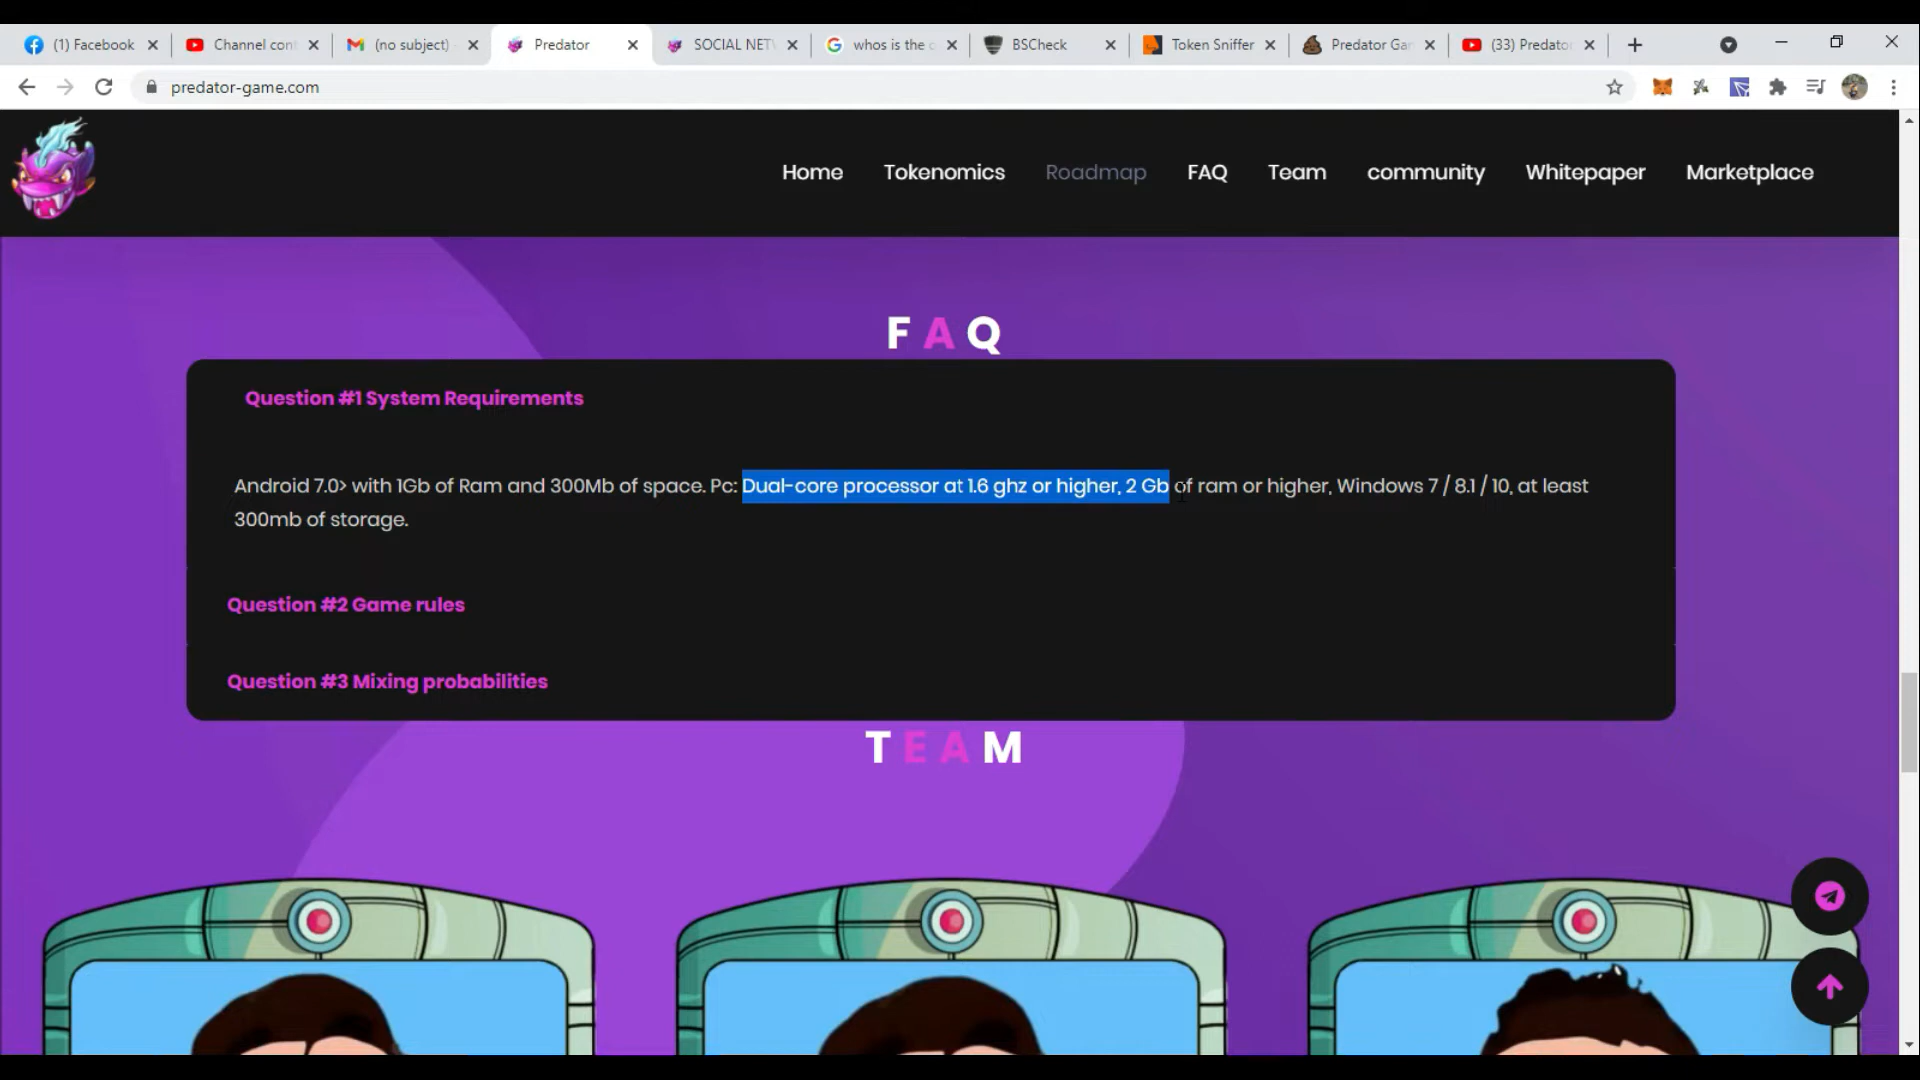 (1) Facebook
Channel cont
(no subject)
Predator
SOCIAL NET
whos is the
BSCheck
Token Sniffer
Predator Gar
(33) Predator
predator-game.com
Home
Tokenomics
Roadmap
FAQ
Team
community
Whitepaper
Marketplace
FAQ
Question #1 System Requirements
Android 7.0> with 1Gb of Ram and 300Mb of space. Pc: Dual-core processor at 1.6 ghz or higher, 2 Gb of ram or higher, Windows 7 / 8.1 / 10, at least
300mb of storage.
Question #2 Game rules
Question #3 Mixing probabilities
TEAM